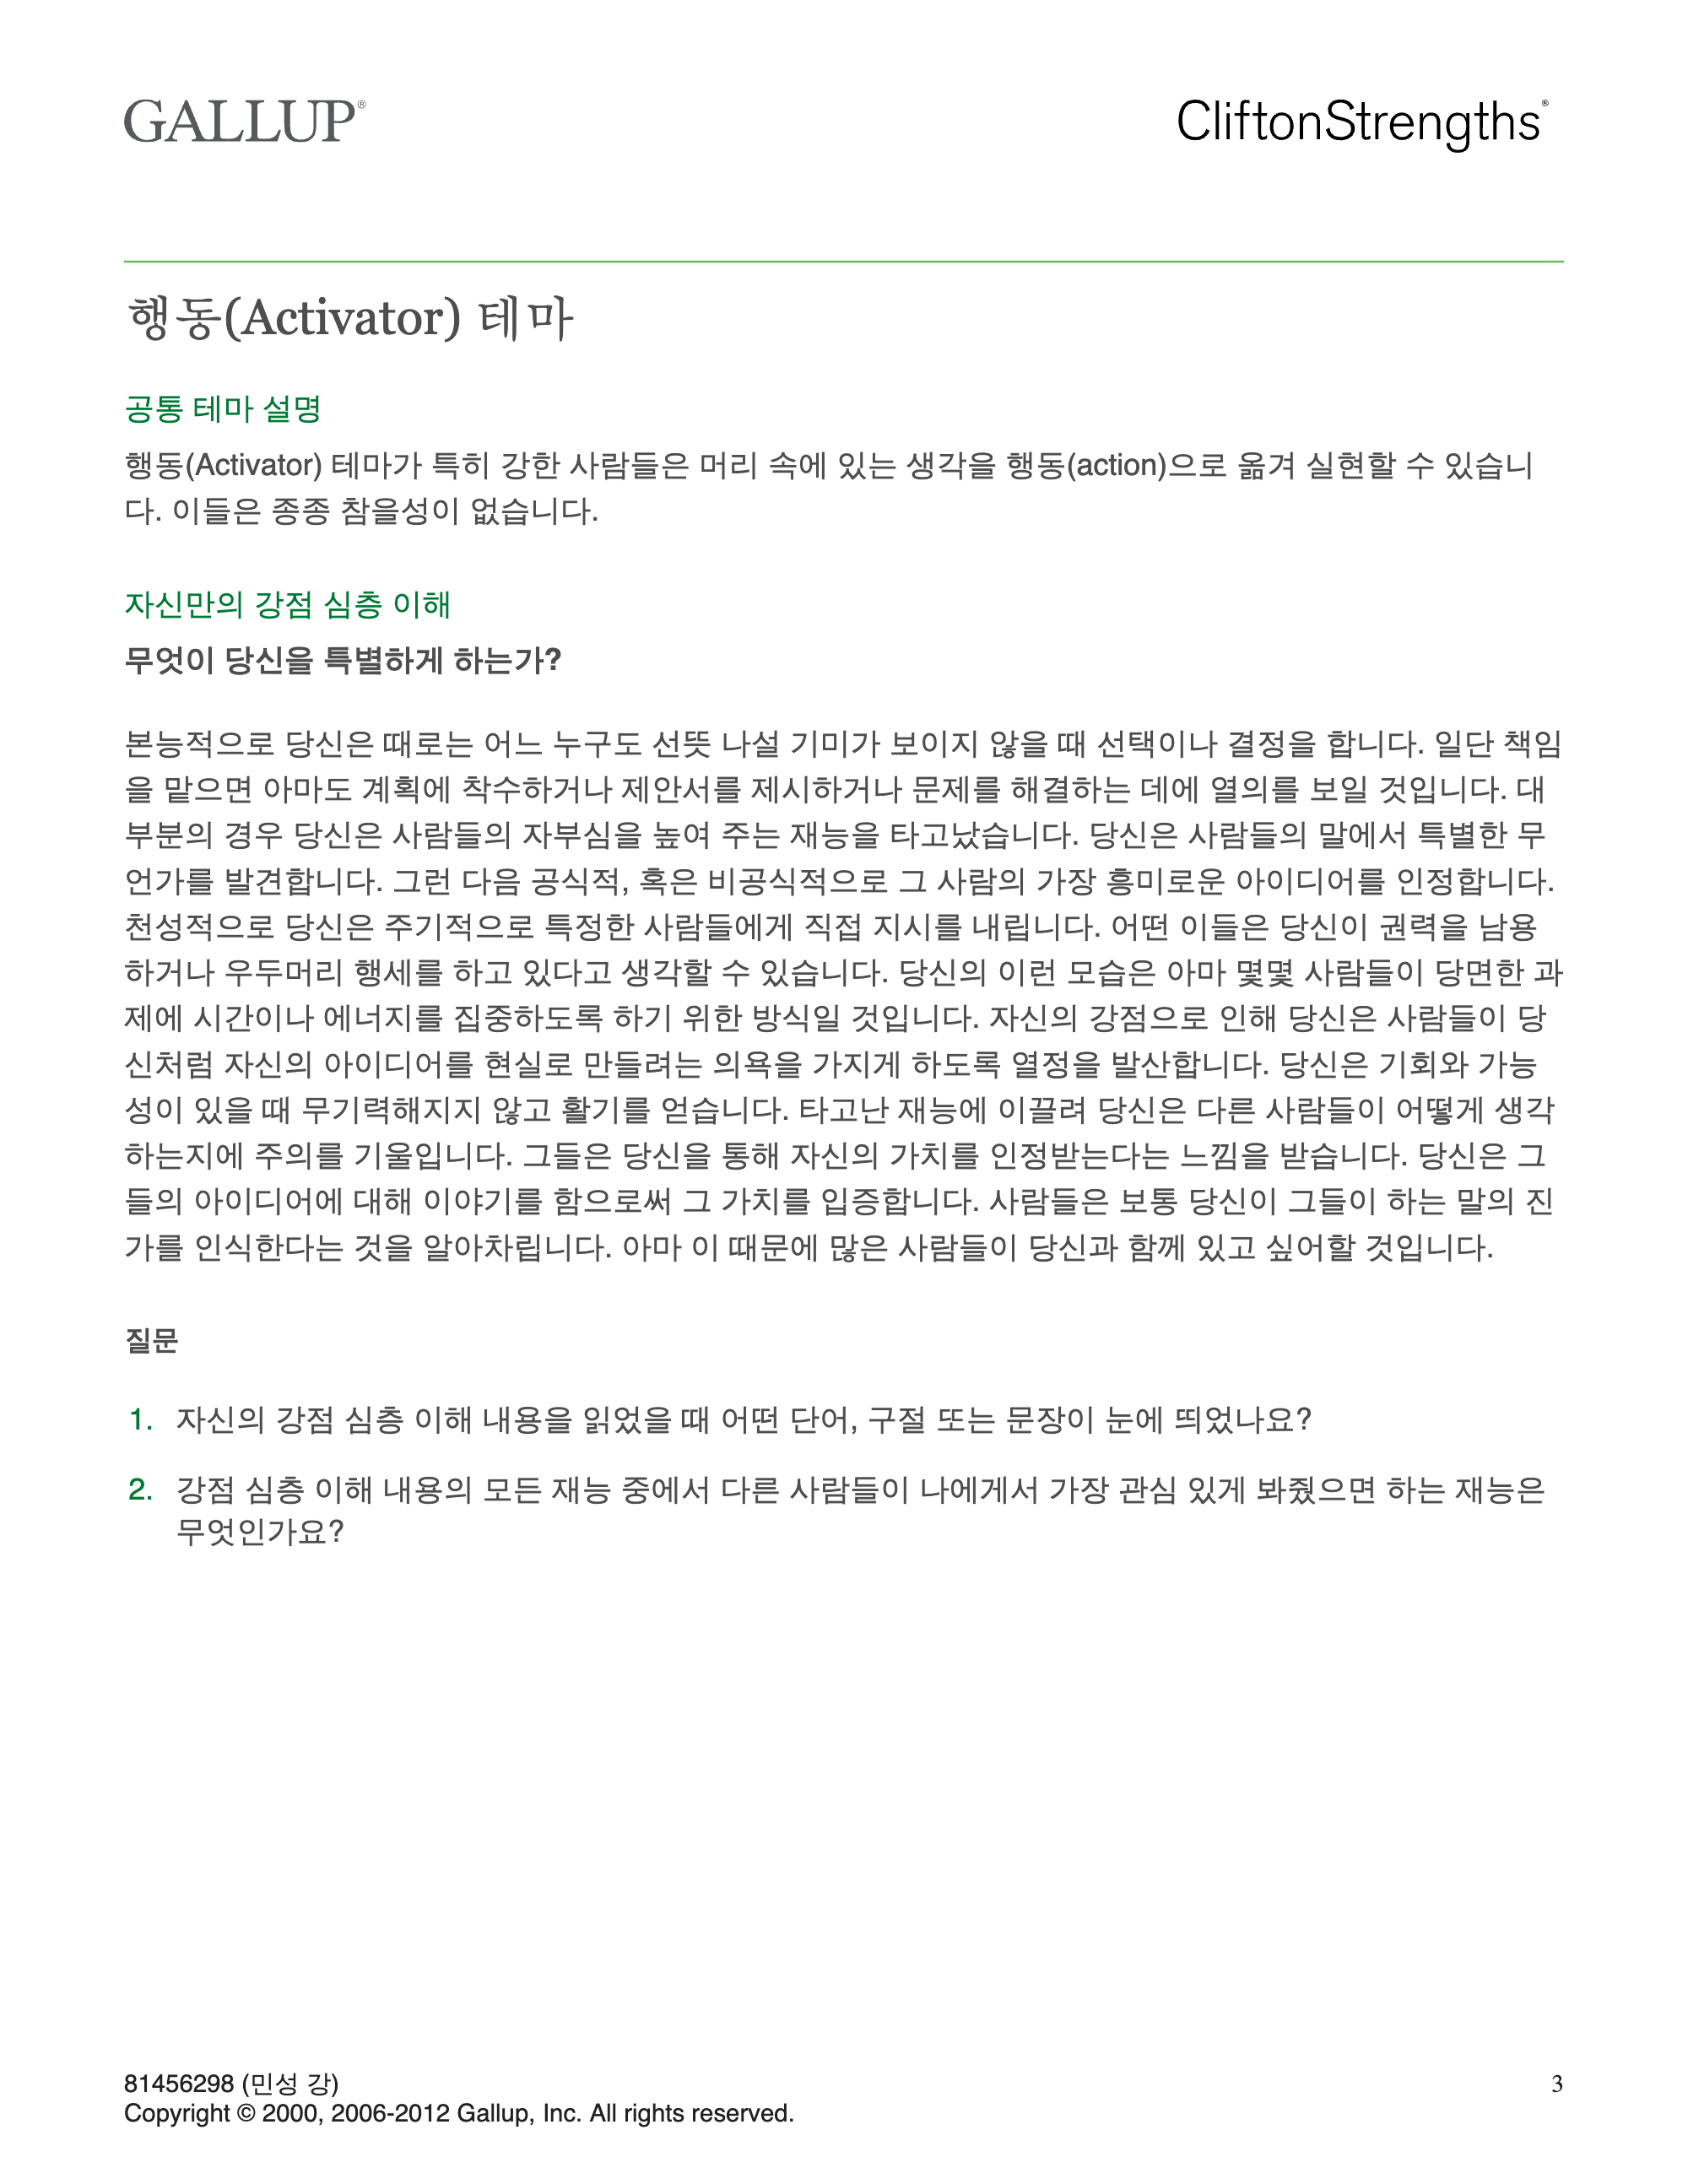 GALLUP®
CliftonStrengths®
행동(Activator) 테마
공통 테마 설명
행동(Activator) 테마가 특히 강한 사람들은 머리 속에 있는 생각을 행동(action)으로 옮겨 실현할 수 있습니
다. 이들은 종종 참을성이 없습니다.
자신만의 강점 심층 이해
무엇이 당신을 특별하게 하는가?
본능적으로 당신은 때로는 어느 누구도 선뜻 나설 기미가 보이지 않을 때 선택이나 결정을 합니다. 일단 책임
을 맡으면 아마도 계획에 착수하거나 제안서를 제시하거나 문제를 해결하는 데에 열의를 보일 것입니다. 대
부분의 경우 당신은 사람들의 자부심을 높여 주는 재능을 타고났습니다. 당신은 사람들의 말에서 특별한 무
언가를 발견합니다. 그런 다음 공식적, 혹은 비공식적으로 그 사람의 가장 흥미로운 아이디어를 인정합니다.
천성적으로 당신은 주기적으로 특정한 사람들에게 직접 지시를 내립니다. 어떤 이들은 당신이 권력을 남용
하거나 우두머리 행세를 하고 있다고 생각할 수 있습니다. 당신의 이런 모습은 아마 몇몇 사람들이 당면한 과
제에 시간이나 에너지를 집중하도록 하기 위한 방식일 것입니다. 자신의 강점으로 인해 당신은 사람들이 당
신처럼 자신의 아이디어를 현실로 만들려는 의욕을 가지게 하도록 열정을 발산합니다. 당신은 기회와 가능
성이 있을 때 무기력해지지 않고 활기를 얻습니다. 타고난 재능에 이끌려 당신은 다른 사람들이 어떻게 생각
하는지에 주의를 기울입니다. 그들은 당신을 통해 자신의 가치를 인정받는다는 느낌을 받습니다. 당신은 그
들의 아이디어에 대해 이야기를 함으로써 그 가치를 입증합니다. 사람들은 보통 당신이 그들이 하는 말의 진
가를 인식한다는 것을 알아차립니다. 아마 이 때문에 많은 사람들이 당신과 함께 있고 싶어할 것입니다.
질문
1. 자신의 강점 심층 이해 내용을 읽었을 때 어떤 단어, 구절 또는 문장이 눈에 띄었나요?
2. 강점 심층 이해 내용의 모든 재능 중에서 다른 사람들이 나에게서 가장 관심 있게 봐줬으면 하는 재능은
무엇인가요?
81456298 (민성 강)
3
Copyright © 2000, 2006-2012 Gallup, Inc. All rights reserved.